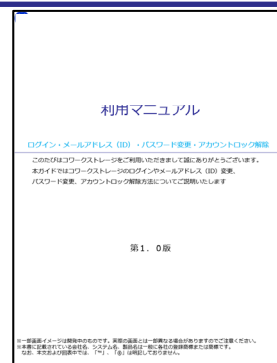 利用マニュアル
ログイン・メールアドレス（ID）・パスワード変更・アカウントロック解除
このたびはコワークストレージをご利用いただきまして誠にありがとうございます。
本ガイドではコワークストレージのログインやメールアドレス（ID）変更、
パスワード変更、アカウントロック解除方法についてご説明いたします
第1．0版
※一部画面イメージは開発中のものです。実際の画面とは一部異なる場合がありますのでご注意ください。
※本書に記載されている会社名、システム名、製品名は一般に各社の登録商標または商標です。
なお、本文および図表中では、「™」、「®」は明記しておりません。